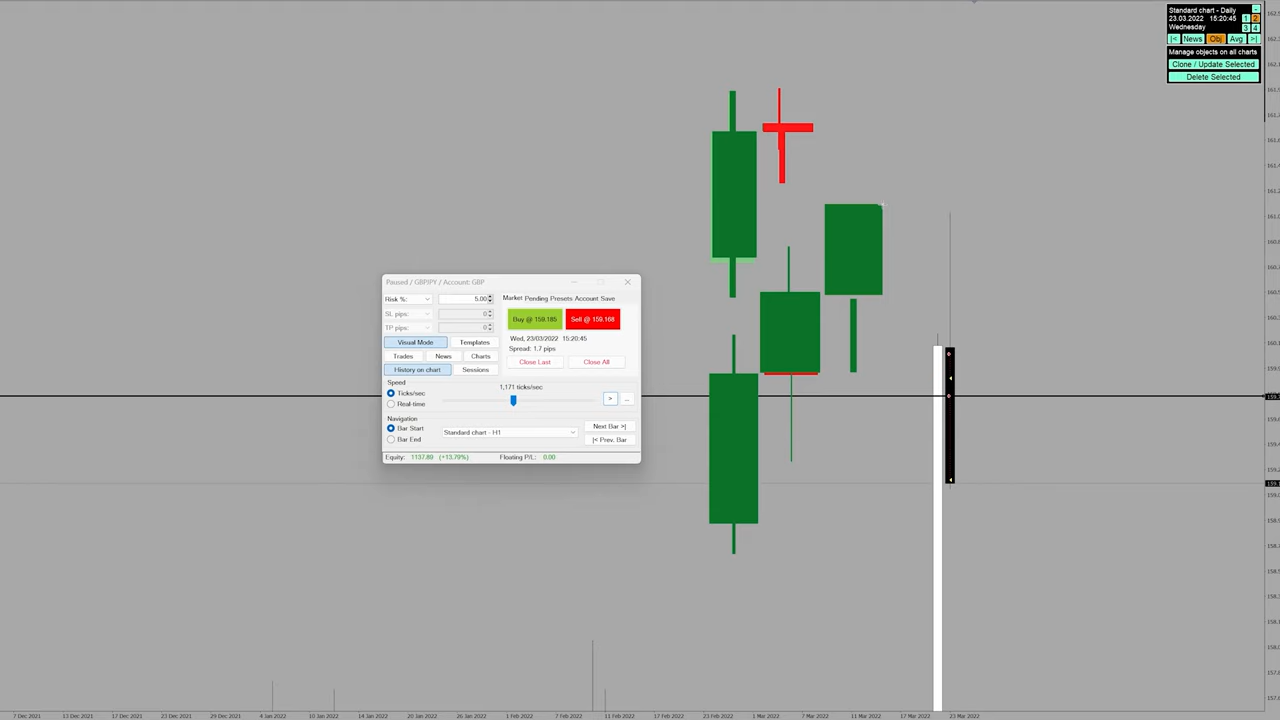 Standard chart - Daily
-
23.03.2022 15:20:45
1
2
Wednesday
3
4
|<
News
Obj
Avg
>|
Manage objects on all charts
Clone / Update Selected
Delete Selected
Paused / GBPJPY / Account: GBP
Risk %:
5.00
Market Pending Presets Account Save
SL pips:
0
Buy @ 159.185
Sell @ 159.168
TP pips:
0
Visual Mode
Templates
Wed, 23/03/2022 15:20:45
Spread: 1.7 pips
Trades
News
Charts
Close Last
Close All
History on chart
Sessions
Speed
1,171 ticks/sec
Ticks/sec
Real-time
>
...
Navigation
Bar Start
Bar End
Standard chart - H1
Next Bar >|
|< Prev. Bar
Equity: 1137.89 (+13.79%)
Floating P/L: 0.00
7 Dec 2021
13 Dec 2021
17 Dec 2021
23 Dec 2021
29 Dec 2021
4 Jan 2022
10 Jan 2022
14 Jan 2022
20 Jan 2022
26 Jan 2022
1 Feb 2022
7 Feb 2022
11 Feb 2022
17 Feb 2022
23 Feb 2022
1 Mar 2022
7 Mar 2022
11 Mar 2022
17 Mar 2022
23 Mar 2022